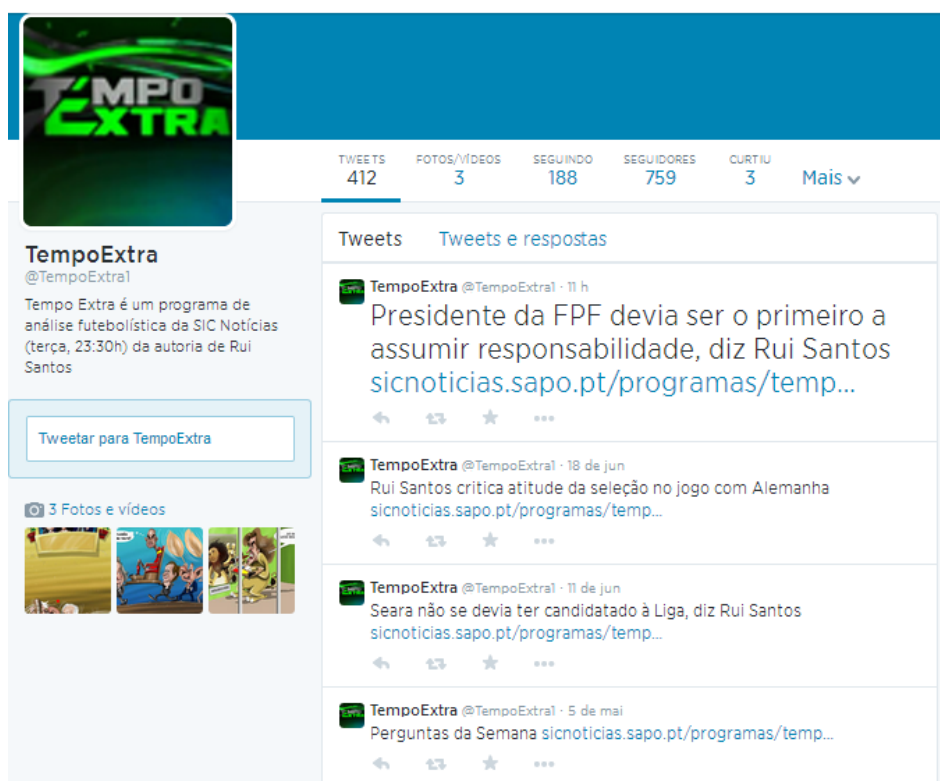 TEMPO
EXTRA
TWEETS
412
FOTOS/VÍDEOS
3
SEGUINDO
188
SEGUIDORES
759
CURTIU
3
Mais
TempoExtra
@TempoExtra1
Tempo Extra é um programa de
análise futebolística da SIC Notícias
(terça, 23:30h) da autoria de Rui
Santos
Tweetar para TempoExtra
3 Fotos e vídeos
Tweets Tweets e respostas
TempoExtra @TempoExtra1 · 11 h
Presidente da FPF devia ser o primeiro a
assumir responsabilidade, diz Rui Santos
sicnoticias.sapo.pt/programas/temp...
TempoExtra @TempoExtra1 · 18 de jun
Rui Santos critica atitude da seleção no jogo com Alemanha
sicnoticias.sapo.pt/programas/temp...
TempoExtra @TempoExtra1 · 11 de jun
Seara não se devia ter candidatado à Liga, diz Rui Santos
sicnoticias.sapo.pt/programas/temp...
TempoExtra @TempoExtra1 · 5 de mai
Perguntas da Semana sicnoticias.sapo.pt/programas/temp...